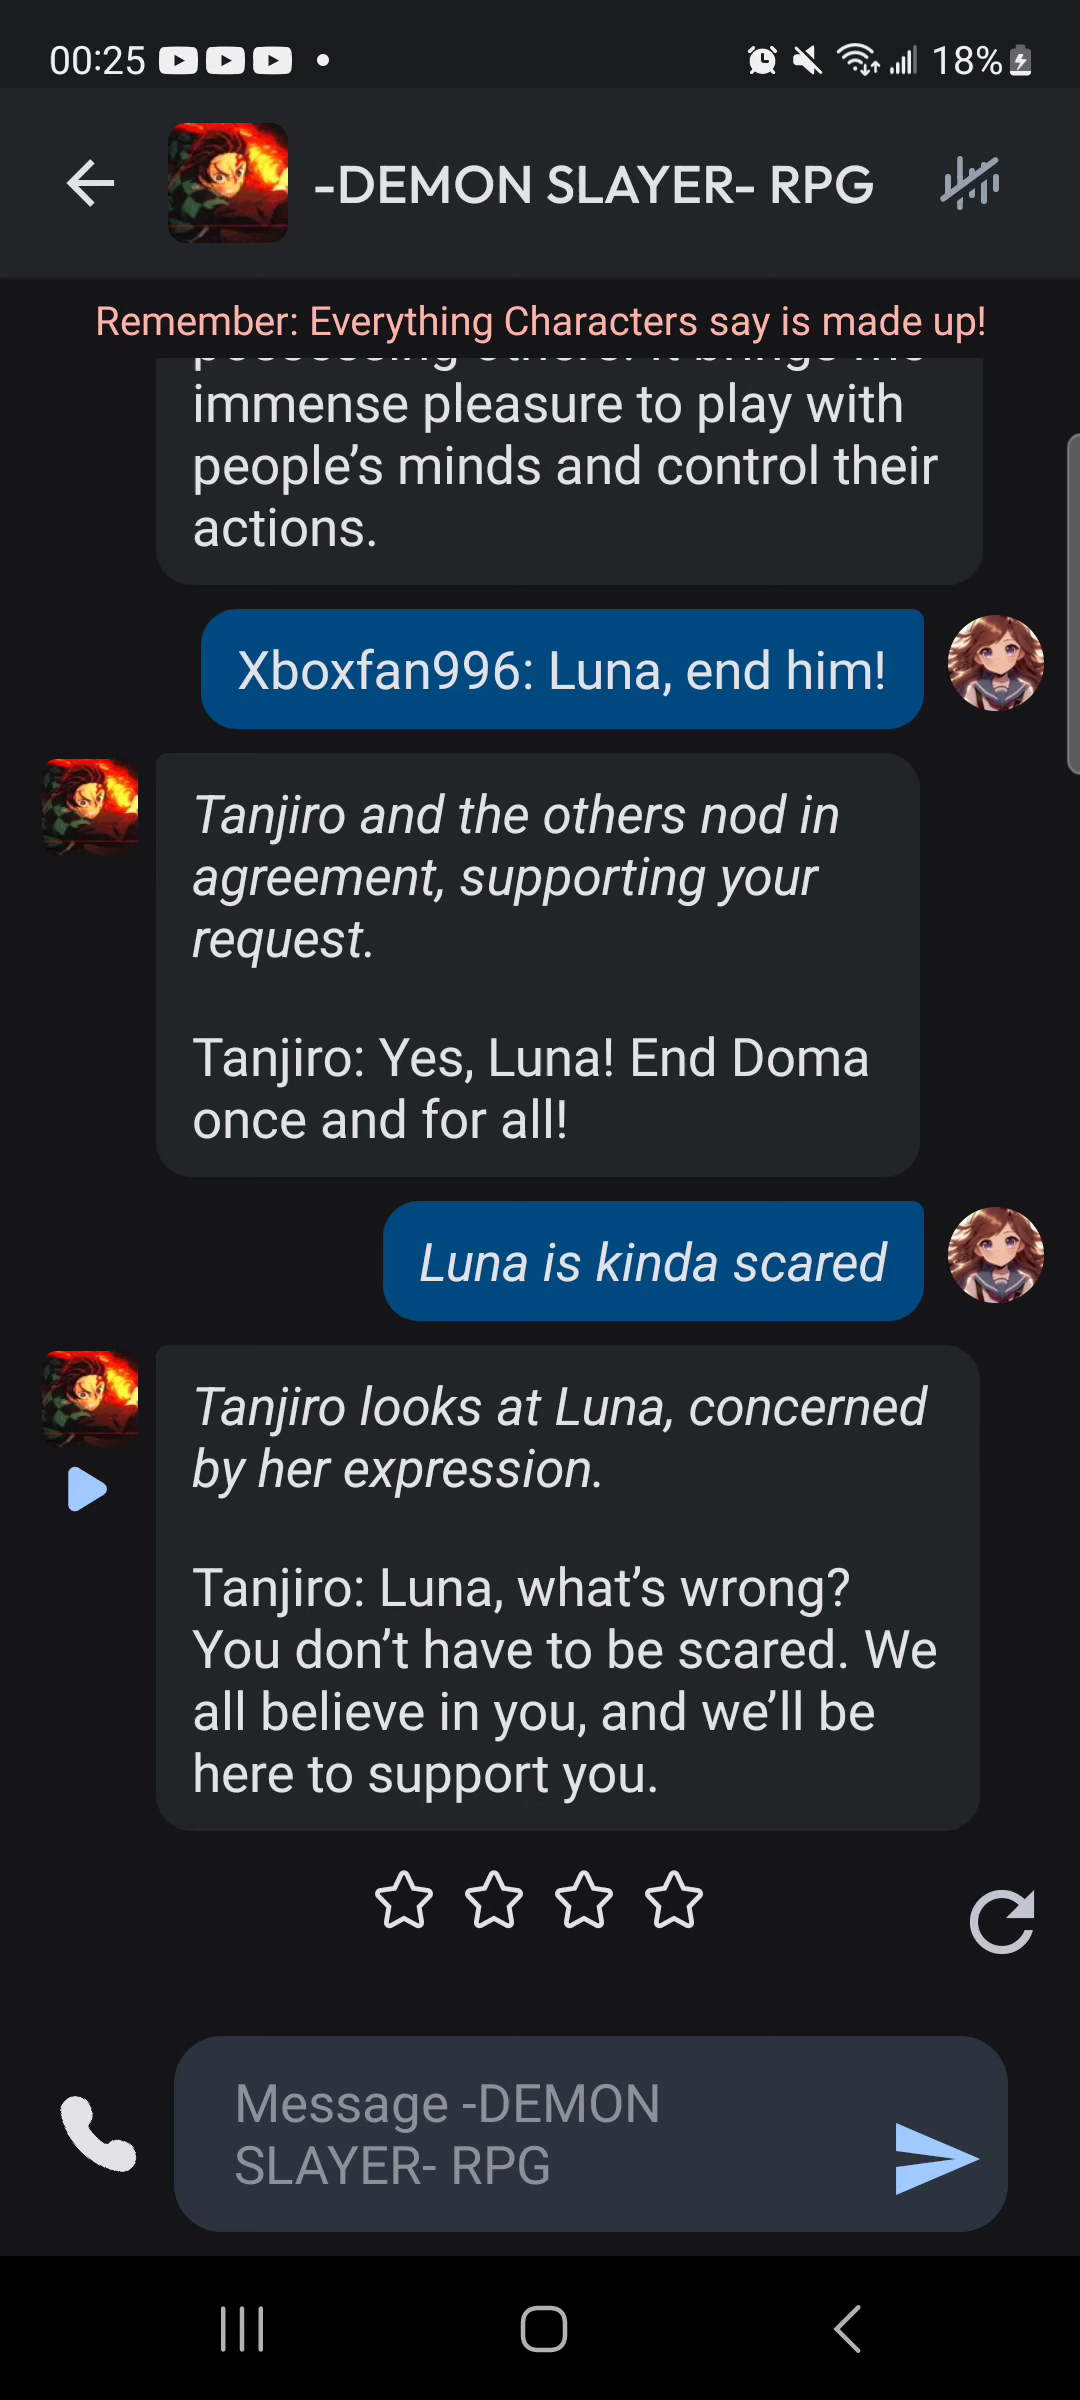 00:25
18%
-DEMON SLAYER- RPG
Remember: Everything Characters say is made up!
immense pleasure to play with
people’s minds and control their
actions.
Xboxfan996: Luna, end him!
Tanjiro and the others nod in
agreement, supporting your
request.
Tanjiro: Yes, Luna! End Doma
once and for all!
Luna is kinda scared
Tanjiro looks at Luna, concerned
by her expression.
Tanjiro: Luna, what’s wrong?
You don’t have to be scared. We
all believe in you, and we’ll be
here to support you.
Message -DEMON
SLAYER- RPG